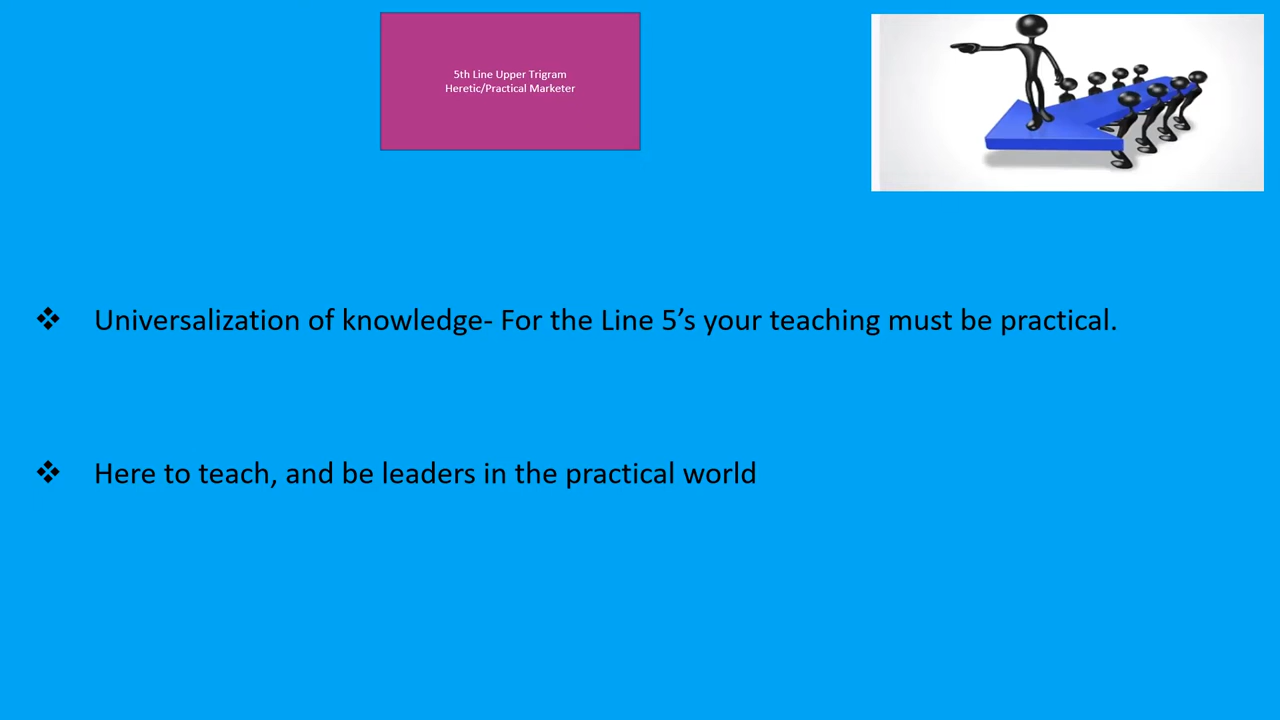 5th Line Upper Trigram
Heretic/Practical Marketer
❖ Universalization of knowledge- For the Line 5’s your teaching must be practical.
❖ Here to teach, and be leaders in the practical world